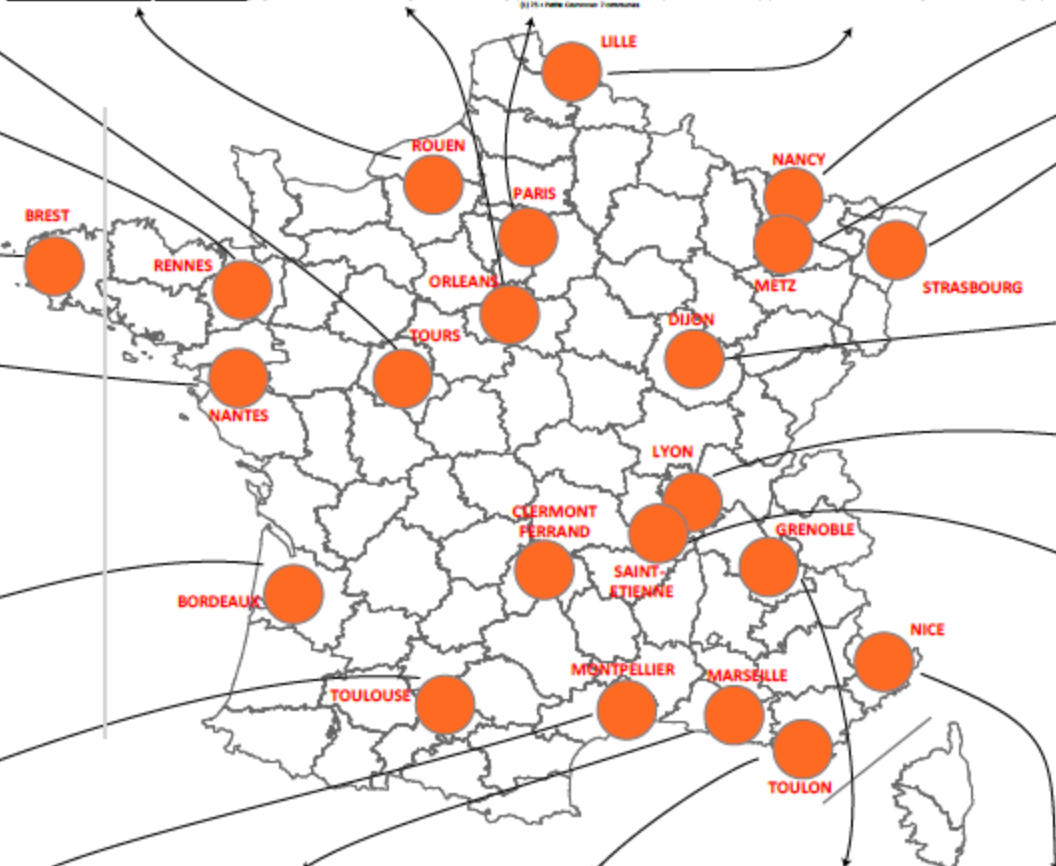 LILLE
ROUEN
NANCY
PARIS
BREST
RENNES
ORLEANS
METZ
STRASBOURG
DIJON
TOURS
NANTES
LYON
CLERMONT
FERRAND
GRENOBLE
SAINT-
ETIENNE
BORDEAUX
NICE
MONTPELLIER
MARSEILLE
TOULOUSE
TOULON